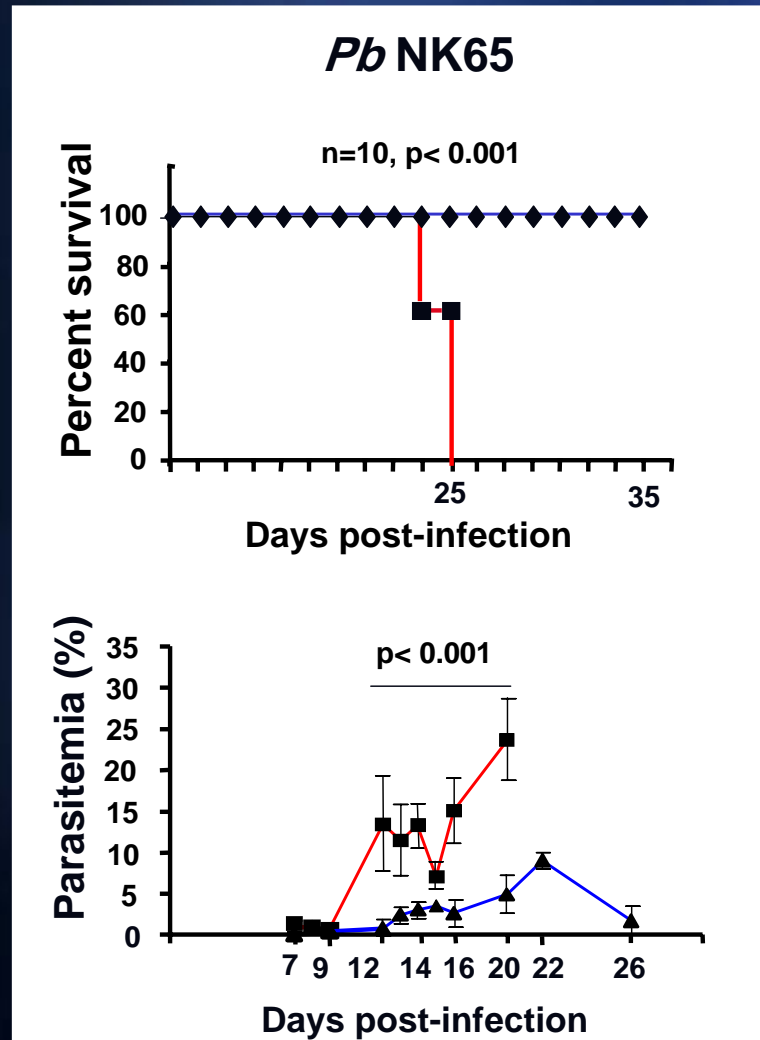 Pb NK65
n=10, p< 0.001
Percent survival
100
80
60
40
20
0
25
35
Days post-infection
p< 0.001
Parasitemia (%)
35
30
25
20
15
10
5
0
7 9 12 14 16 20 22 26
Days post-infection